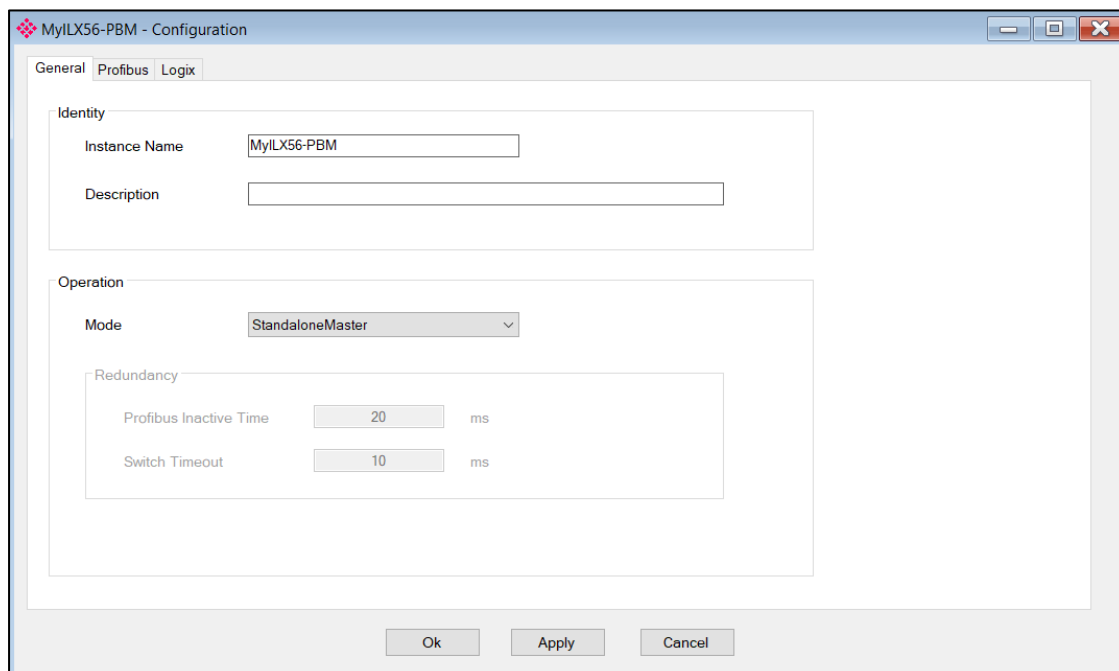 MyILX56-PBM - Configuration
General Profibus Logix
Identity
Instance Name MyILX56-PBM
Description
Operation
Mode StandaloneMaster
Redundancy
Profibus Inactive Time 20 ms
Switch Timeout 10 ms
Ok Apply Cancel